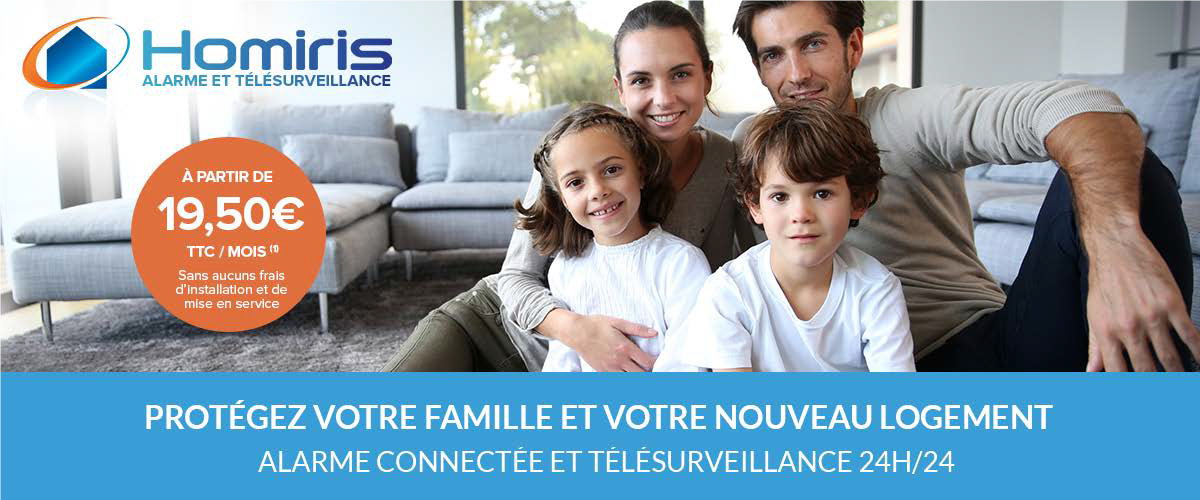 Homiris
ALARME ET TÉLÉSURVEILLANCE
À PARTIR DE
19,50€
TTC / MOIS (1)
Sans aucuns frais
d'installation et de
mise en service
PROTÉGEZ VOTRE FAMILLE ET VOTRE NOUVEAU LOGEMENT
ALARME CONNECTÉE ET TÉLÉSURVEILLANCE 24H/24